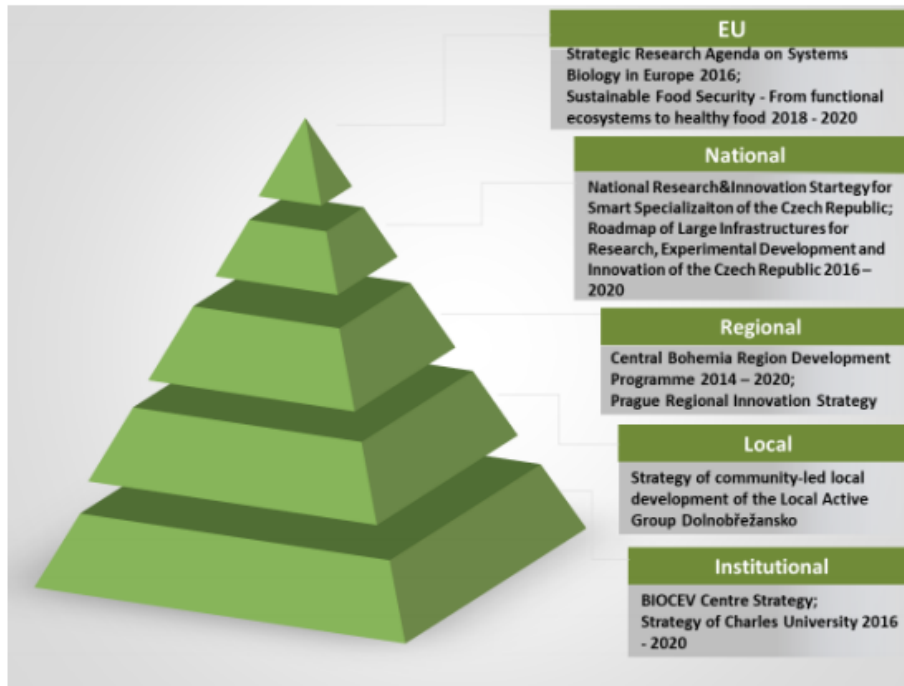 EU
Strategic Research Agenda on Systems
Biology in Europe 2016;
Sustainable Food Security - From functional
ecosystems to healthy food 2018 - 2020
National
National Research&Innovation Startegy for
Smart Specializaiton of the Czech Republic;
Roadmap of Large Infrastructures for
Research, Experimental Development and
Innovation of the Czech Republic 2016 –
2020
Regional
Central Bohemia Region Development
Programme 2014 – 2020;
Prague Regional Innovation Strategy
Local
Strategy of community-led local
development of the Local Active
Group Dolnobřežansko
Institutional
BIOCEV Centre Strategy;
Strategy of Charles University 2016
- 2020